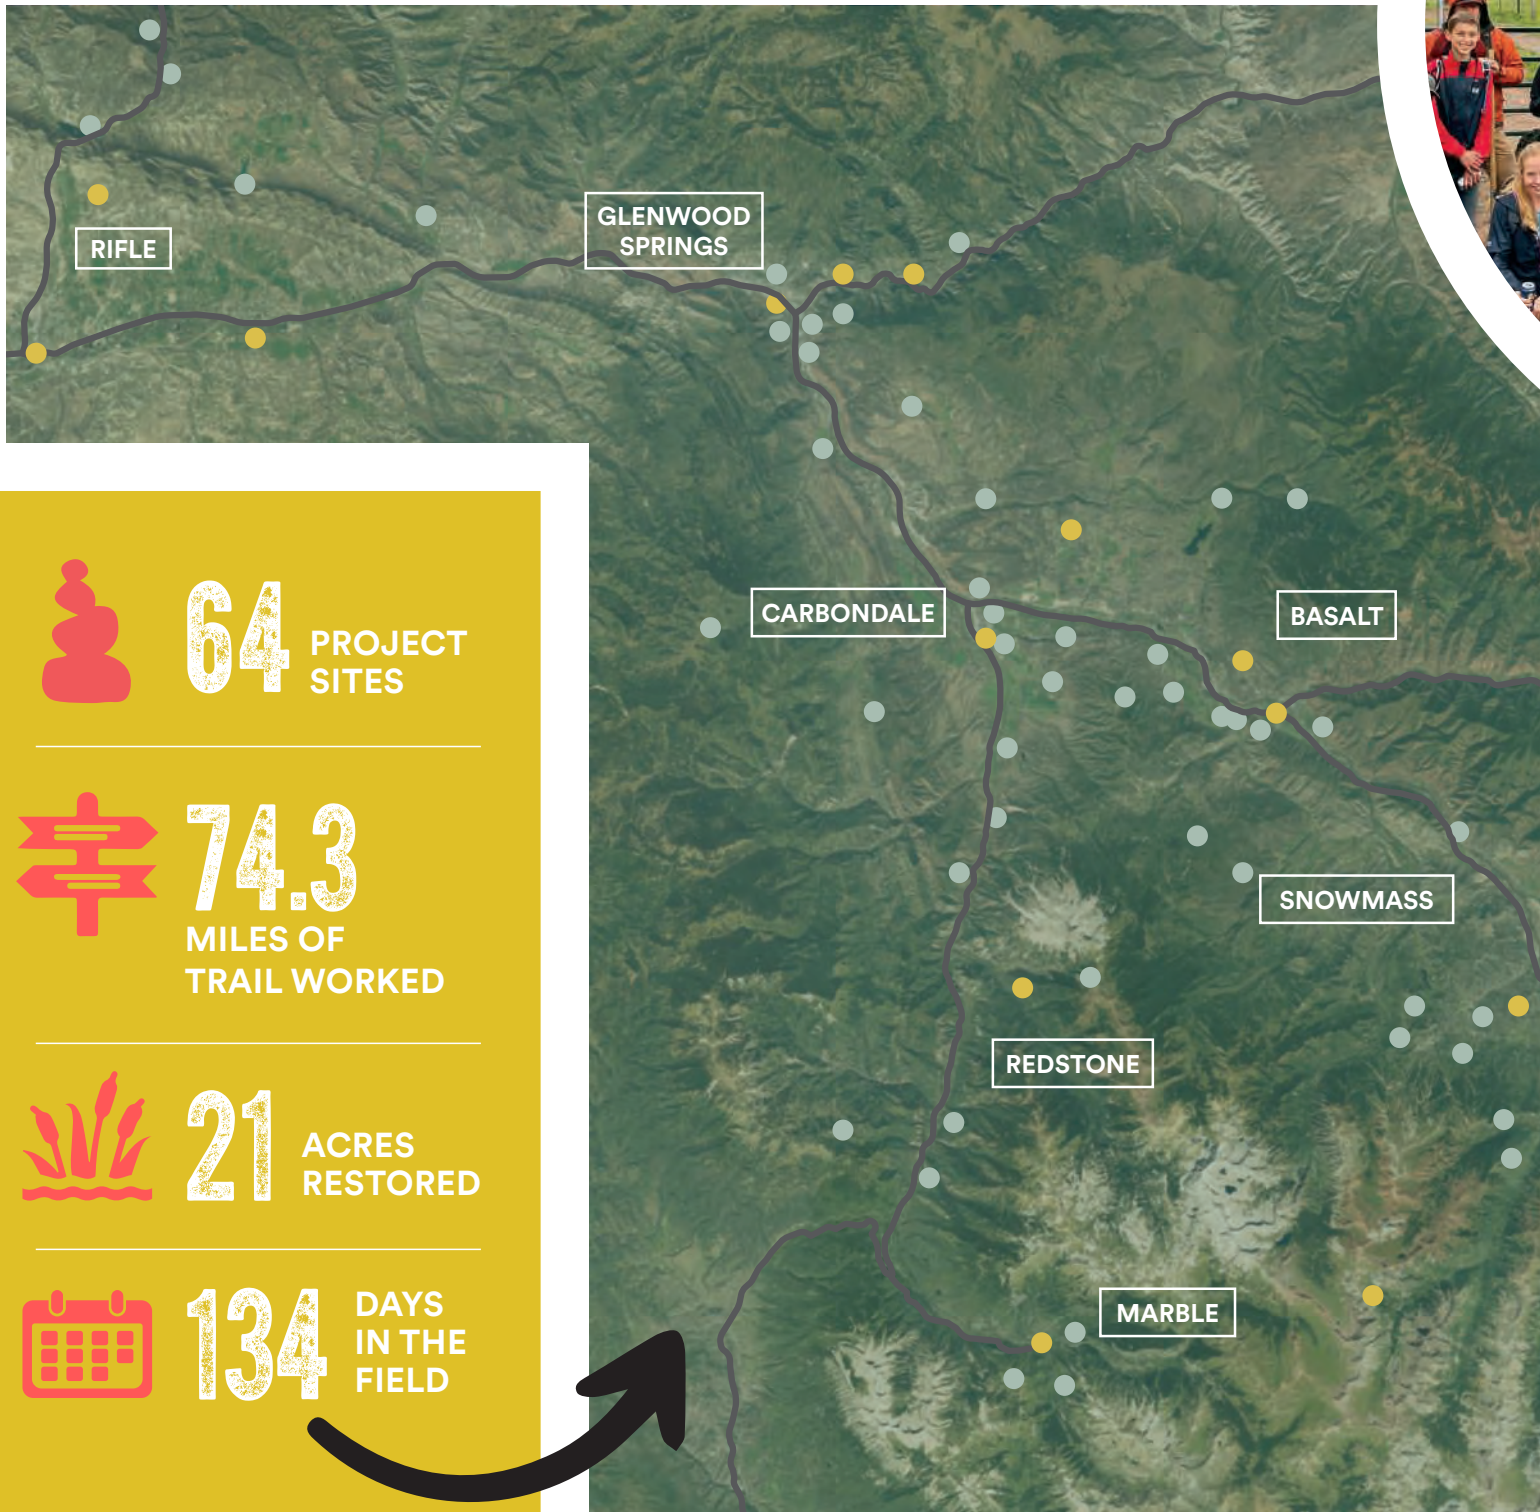 RIFLE
GLENWOOD
SPRINGS
CARBONDALE
BASALT
SNOWMASS
REDSTONE
MARBLE
64 PROJECT
SITES
74.3
MILES OF
TRAIL WORKED
21 ACRES
RESTORED
134 DAYS
IN THE
FIELD